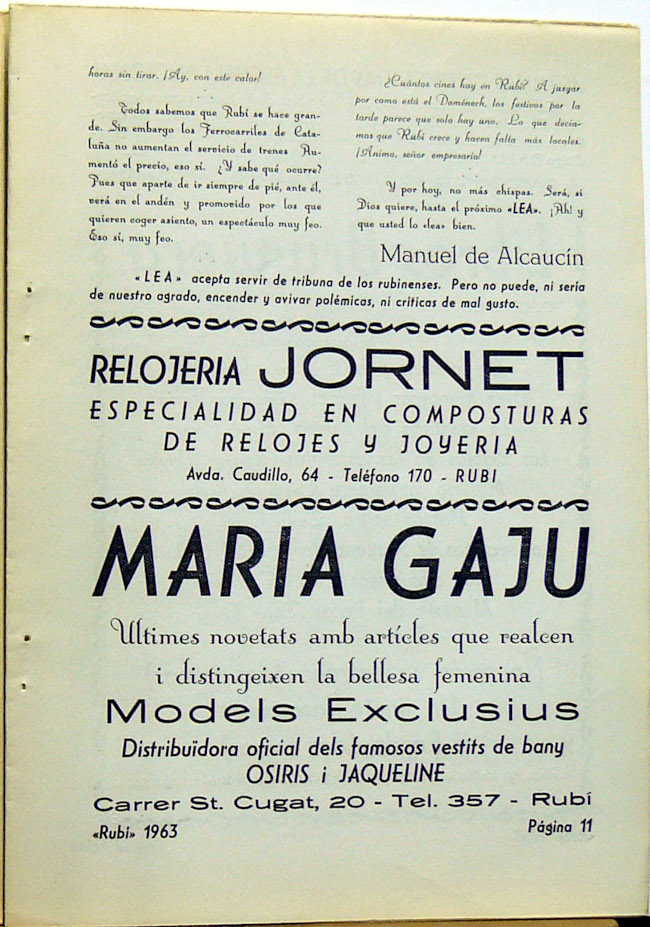 horas sin tirar. ¡Ay, con este calor!
Todos sabemos que Rubí se hace gran-
de. Sin embargo los Ferrocarriles de Cata-
luña no aumentan el servicio de trenes Au-
mentó el precio, eso sí. ¿Y sabe qué ocurre?
Pues que aparte de ir siempre de pié, ante él,
verá en el andén y promovido por los que
quieren coger asiento, un espectáculo muy feo.
Eso sí, muy feo.
¿Cuántos cines hay en Rubí? A juzgar
por como está el Doménech, los festivos por la
tarde parece que solo hay uno. Lo que decía-
mos que Rubí crece y hacen falta más locales.
¡Animo, señor empresario!
Y por hoy, no más chispas. Será, si
Dios quiere, hasta el próximo «LEA». ¡Ah! y
que usted lo «lea» bien.
Manuel de Alcaucín
«LEA» acepta servir de tribuna de los rubinenses. Pero no puede, ni sería
de nuestro agrado, encender y avivar polémicas, ni críticas de mal gusto.
RELOJERIA JORNET
ESPECIALIDAD EN COMPOSTURAS
DE RELOJES Y JOYERIA
Avda. Caudillo, 64 - Teléfono 170 - RUBI
MARIA GAJU
Ultimes novetats amb artícles que realcen
i distingeixen la bellesa femenina
Models Exclusius
Distribuïdora oficial dels famosos vestits de bany
OSIRIS i JAQUELINE
Carrer St. Cugat, 20 - Tel. 357 - Rubí
«Rubí» 1963
Página 11